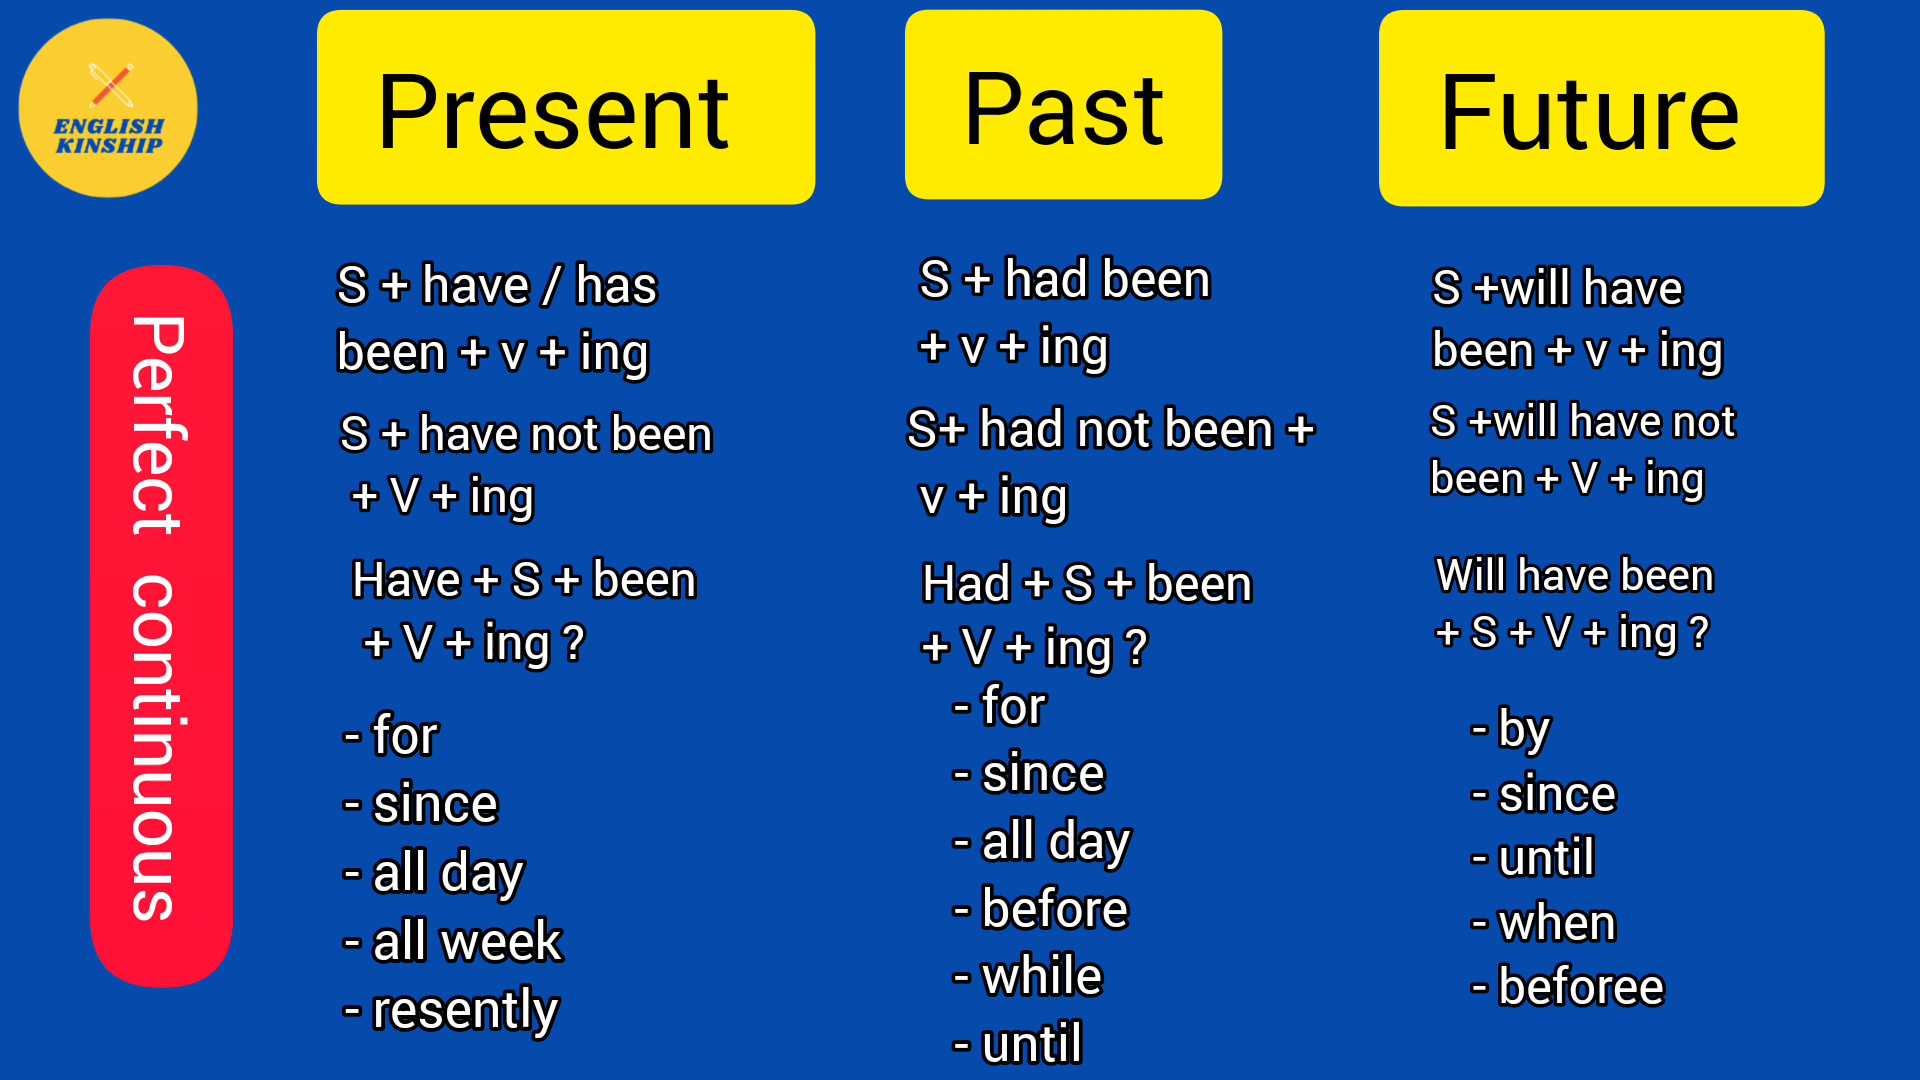 ENGLISH
KINSHIP
Present
Past
Future
Perfect continuous
S + have / has
been + v + ing
S + have not been
+ V + ing
Have + S + been
+ V + ing ?
- for
- since
- all day
- all week
- resently
S + had been
+ v + ing
S+ had not been +
v + ing
Had + S + been
+ V + ing ?
- for
- since
- all day
- before
- while
- until
S +will have
been + v + ing
S +will have not
been + V + ing
Will have been
+ S + V + ing ?
- by
- since
- until
- when
- beforee